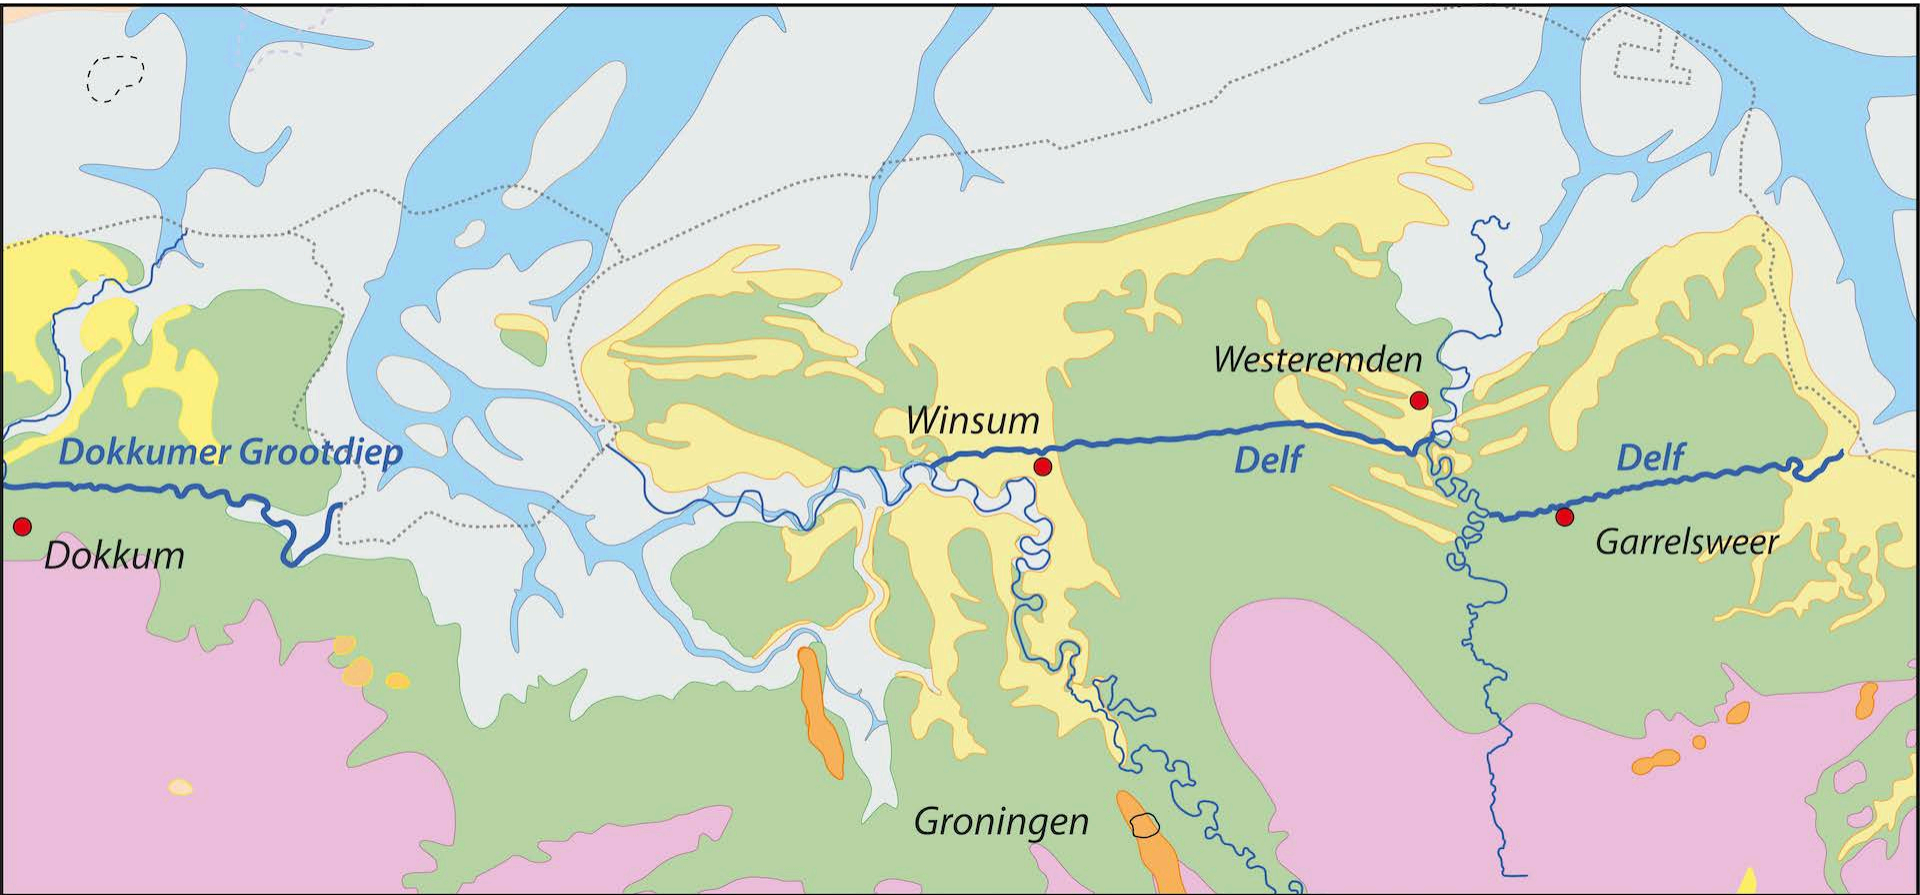 Westeremden
Winsum
Dokkumer Grootdiep
Delf
Delf
Dokkum
Garrelsweer
Groningen